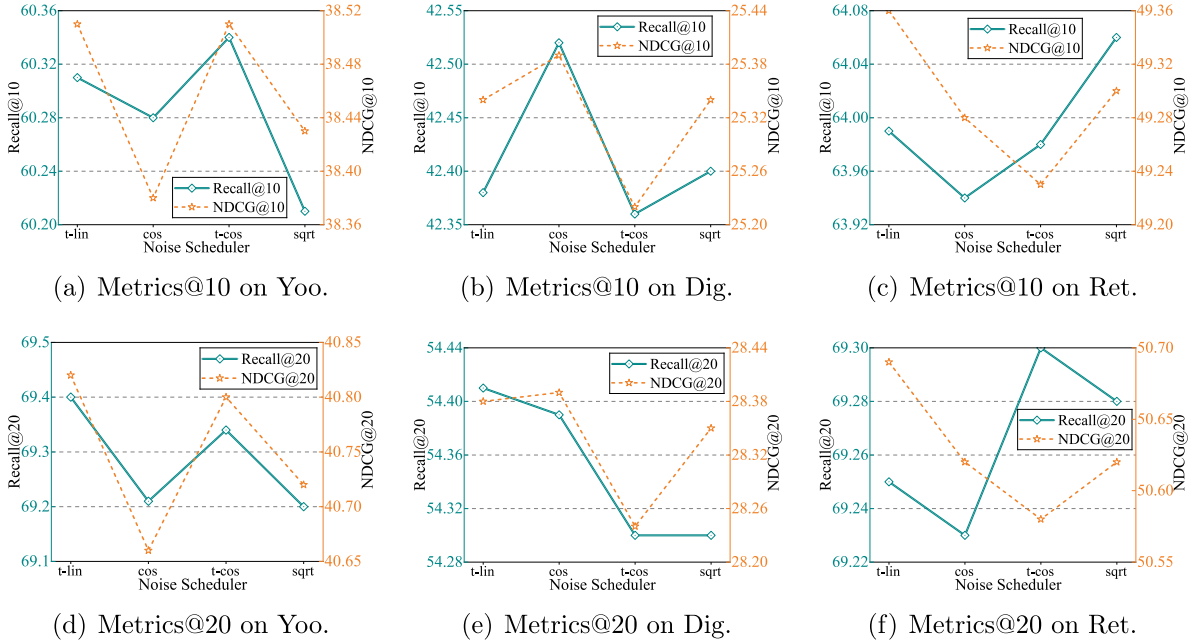 60.36
60.32
60.28
60.24
60.20
Recall@10
38.52
38.48
38.44
38.40
38.36
NDCG@10
Recall@10
NDCG@10
t-lin cos t-cos sqrt
Noise Scheduler
(a) Metrics@10 on Yoo.
42.55
42.50
42.45
42.40
42.35
Recall@10
25.44
25.38
25.32
25.26
25.20
NDCG@10
Recall@10
NDCG@10
t-lin cos t-cos sqrt
Noise Scheduler
(b) Metrics@10 on Dig.
64.08
64.04
64.00
63.96
63.92
Recall@10
49.36
49.32
49.28
49.24
49.20
NDCG@10
Recall@10
NDCG@10
t-lin cos t-cos sqrt
Noise Scheduler
(c) Metrics@10 on Ret.
69.5
69.4
69.3
69.2
69.1
Recall@20
40.85
40.80
40.75
40.70
40.65
NDCG@20
Recall@20
NDCG@20
t-lin cos t-cos sqrt
Noise Scheduler
(d) Metrics@20 on Yoo.
54.44
54.40
54.36
54.32
54.28
Recall@20
28.44
28.38
28.32
28.26
28.20
NDCG@20
Recall@20
NDCG@20
t-lin cos t-cos sqrt
Noise Scheduler
(e) Metrics@20 on Dig.
69.30
69.28
69.26
69.24
69.22
Recall@20
50.70
50.65
50.60
50.55
NDCG@20
Recall@20
NDCG@20
t-lin cos t-cos sqrt
Noise Scheduler
(f) Metrics@20 on Ret.